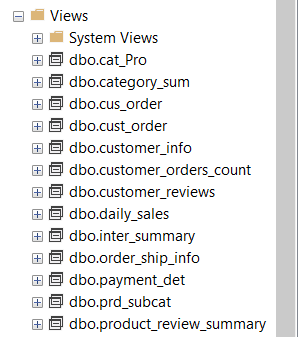 Views
System Views
dbo.cat_Pro
dbo.category_sum
dbo.cus_order
dbo.cust_order
dbo.customer_info
dbo.customer_orders_count
dbo.customer_reviews
dbo.daily_sales
dbo.inter_summary
dbo.order_ship_info
dbo.payment_det
dbo.prd_subcat
dbo.product_review_summary